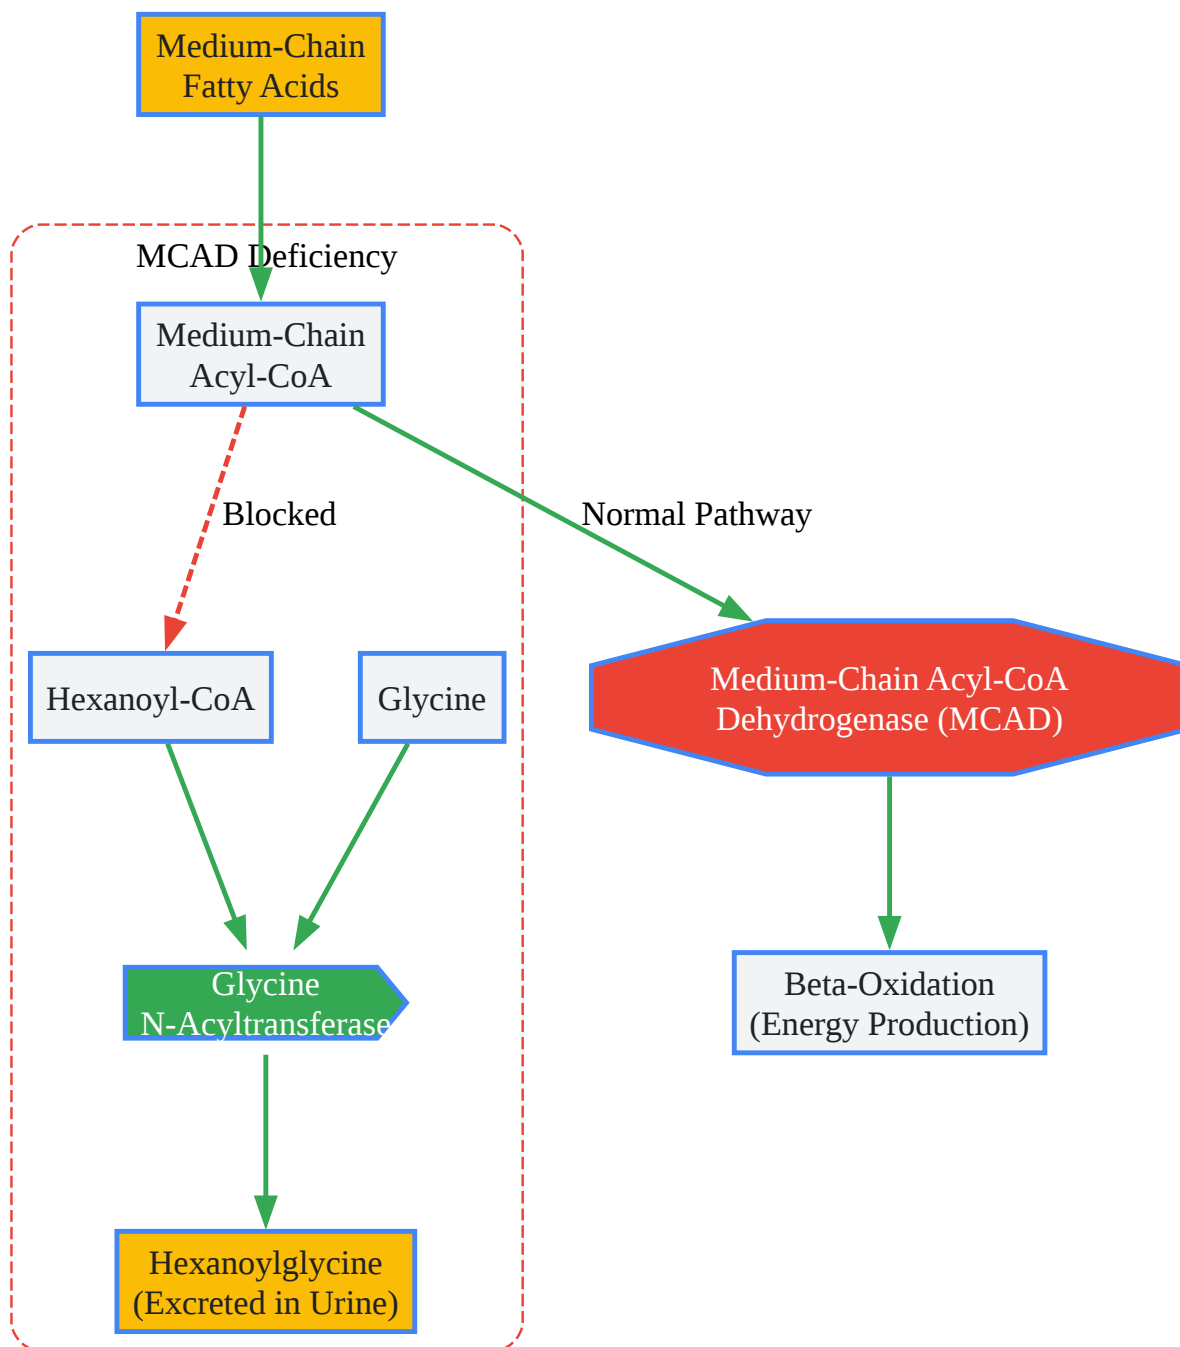 Medium-Chain
Fatty Acids
MCAD Deficiency
Medium-Chain
Acyl-CoA
Blocked
Normal Pathway
Hexanoyl-CoA
Glycine
Medium-Chain Acyl-CoA
Dehydrogenase (MCAD)
Glycine
N-Acyltransferase
Beta-Oxidation
(Energy Production)
Hexanoylglycine
(Excreted in Urine)